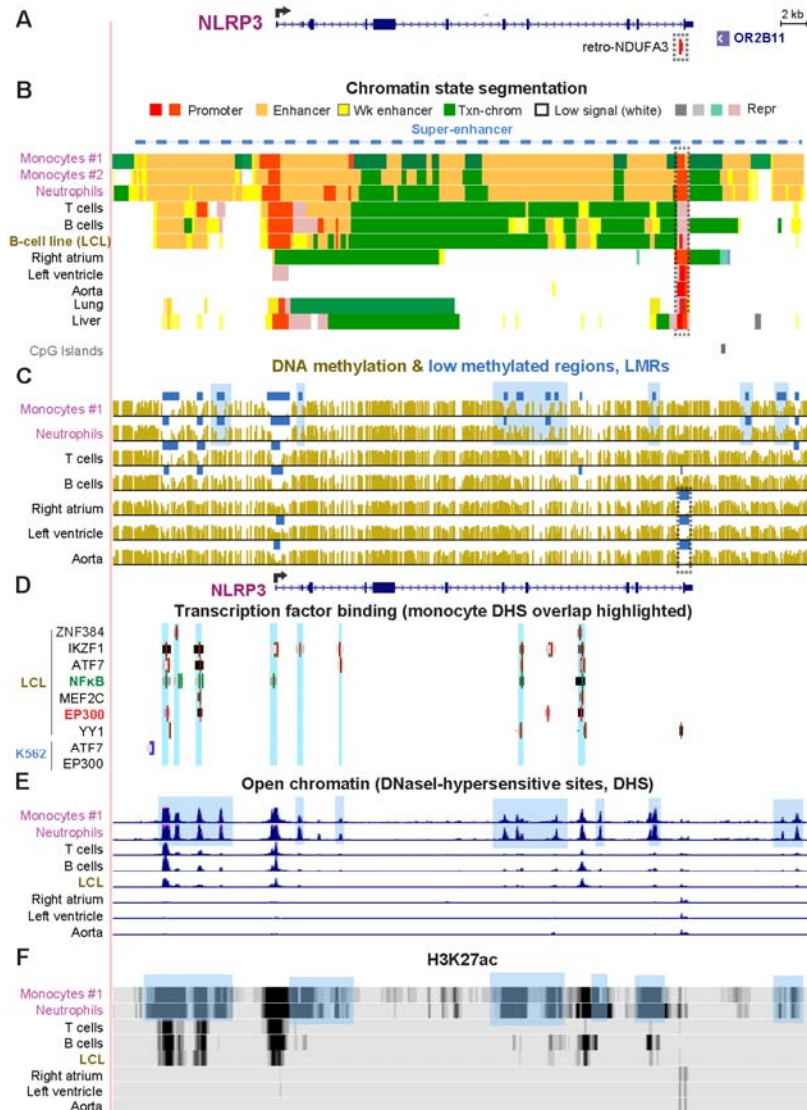 A
NLRP3
2 kb
retro-NDUFA3
OR2B11
B
Chromatin state segmentation
Promoter Enhancer Wk enhancer Txn-chrom Low signal (white) Repr
Super-enhancer
Monocytes #1
Monocytes #2
Neutrophils
T cells
B cells
B-cell line (LCL)
Right atrium
Left ventricle
Aorta
Lung
Liver
CpG Islands
C
DNA methylation & low methylated regions, LMRs
Monocytes #1
Neutrophils
T cells
B cells
Right atrium
Left ventricle
Aorta
D
NLRP3
Transcription factor binding (monocyte DHS overlap highlighted)
ZNF384
IKZF1
ATF7
LCL
NFκB
MEF2C
EP300
YY1
K562
ATF7
EP300
E
Open chromatin (DNaseI-hypersensitive sites, DHS)
Monocytes #1
Neutrophils
T cells
B cells
LCL
Right atrium
Left ventricle
Aorta
F
H3K27ac
Monocytes #1
Neutrophils
T cells
B cells
LCL
Right atrium
Left ventricle
Aorta